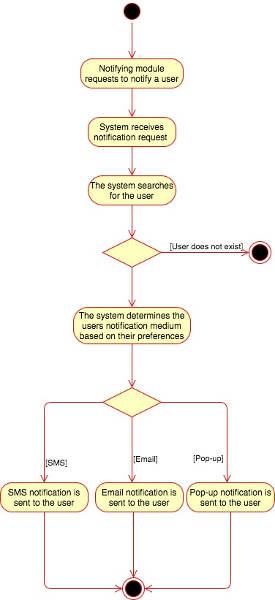 Notifying module
requests to notify a user
System receives
notification request
The system searches
for the user
[User does not exist]
The system determines the
users notification medium
based on their preferences
[SMS]
[Email]
[Pop-up]
SMS notification is
sent to the user
Email notification is
sent to the user
Pop-up notification is
sent to the user